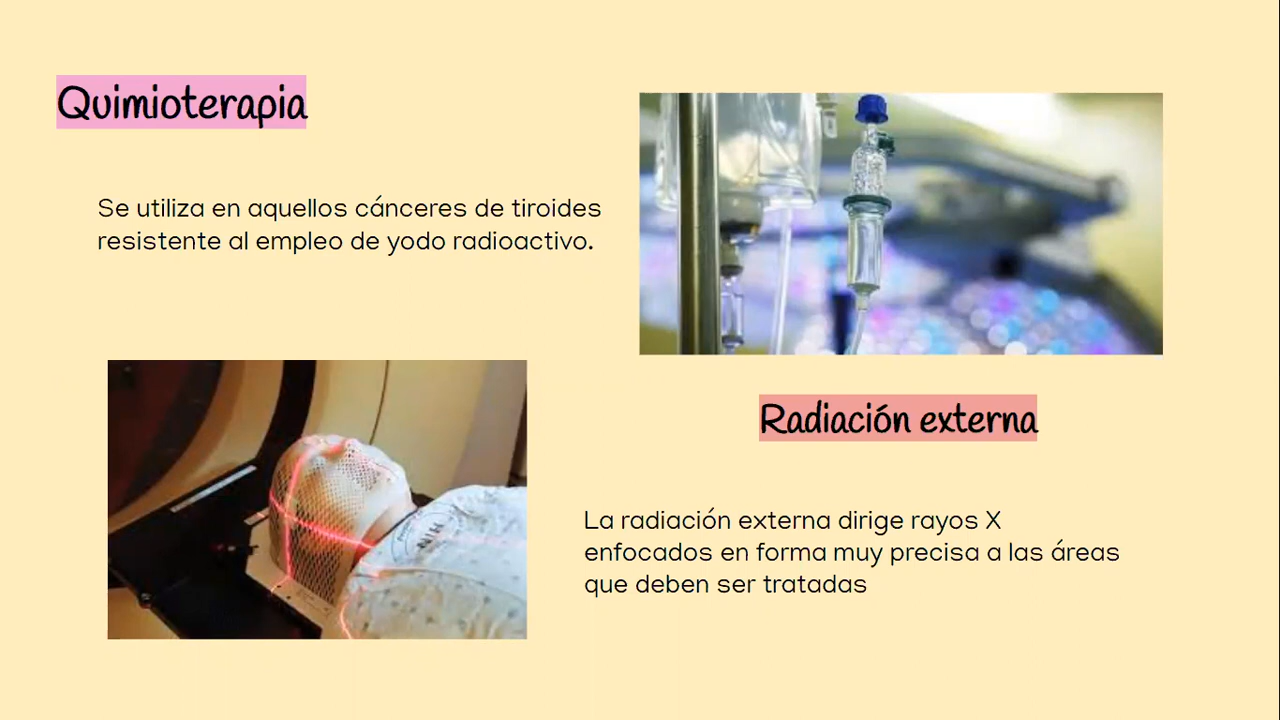 Quimioterapia
Se utiliza en aquellos cánceres de tiroides
resistente al empleo de yodo radioactivo.
Radiación externa
La radiación externa dirige rayos X
enfocados en forma muy precisa a las áreas
que deben ser tratadas